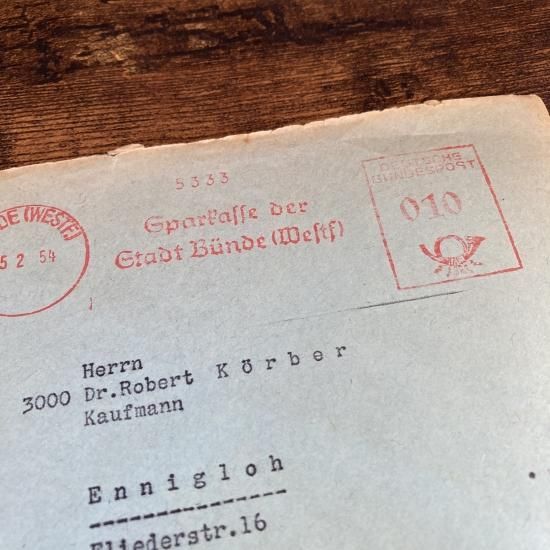 DEUTSCHE
BUNDESPOST
5333
010
Sparkasse der
Stadt Bünde (Westf)
DE (WESTF)
5 2 54
Herrn
3000 Dr.Robert Körber
Kaufmann
Ennigloh
Fliederstr.16